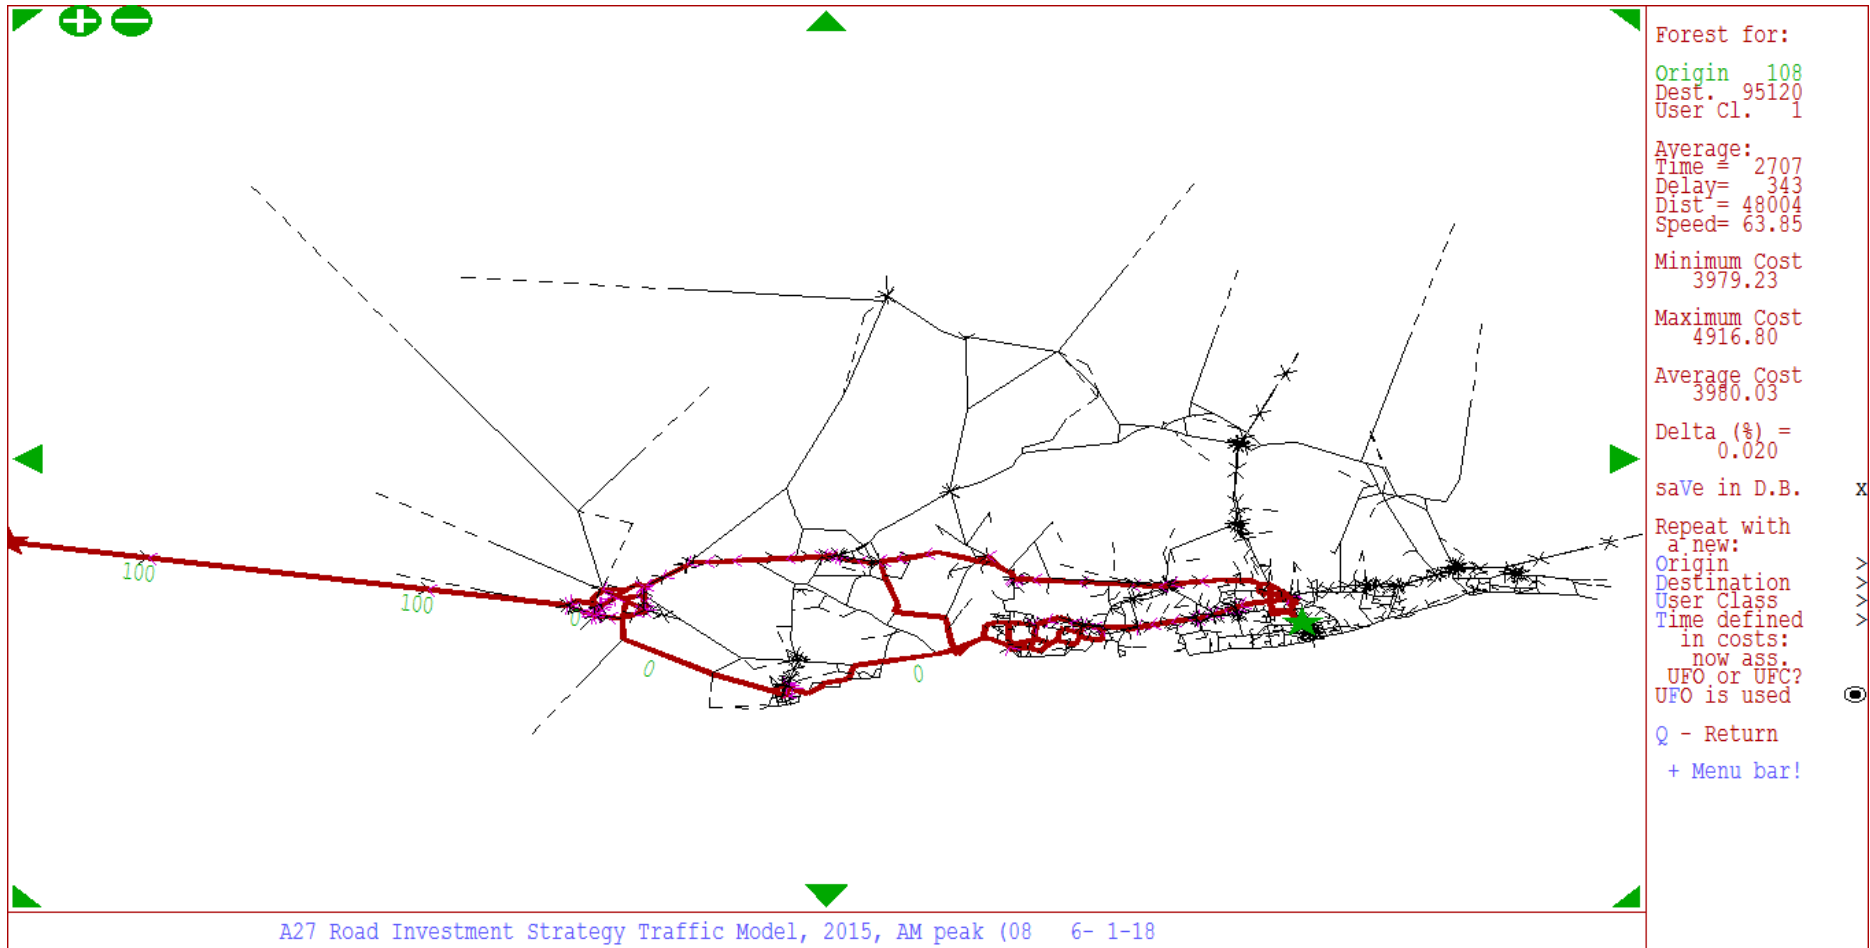 100
100
0
0
0
Forest for:
Origin 108
Dest. 95120
User Cl. 1
Average:
Time = 2707
Delay= 343
Dist = 48004
Speed= 63.85
Minimum Cost
3979.23
Maximum Cost
4916.80
Average Cost
3980.03
Delta (%) =
0.020
saVe in D.B. X
Repeat with
a new:
Origin >
Destination >
User Class >
Time defined >
in costs:
now ass.
UFO or UFC?
UFO is used
Q - Return
+ Menu bar!
A27 Road Investment Strategy Traffic Model, 2015, AM peak (08 6- 1-18